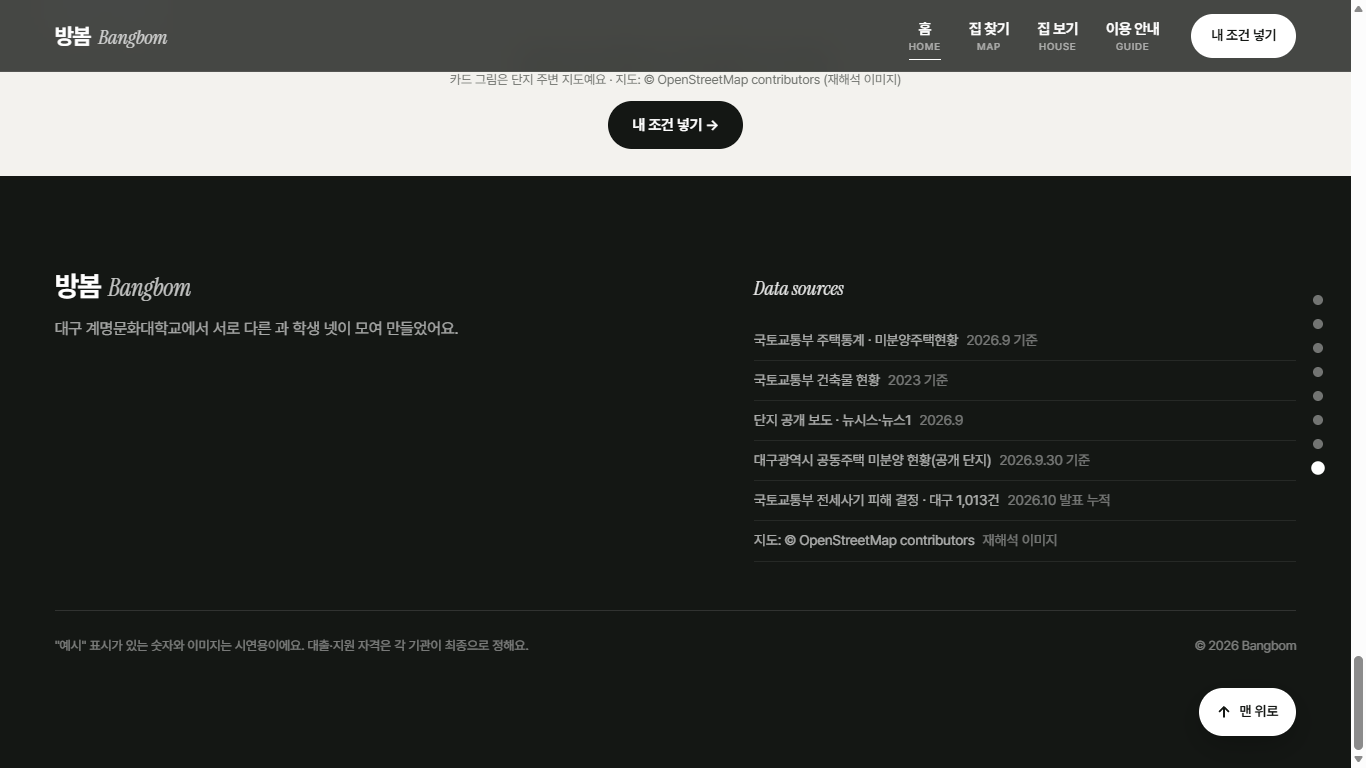 방봄 Bangbom
홈
HOME
집 찾기
MAP
집 보기
HOUSE
이용 안내
GUIDE
내 조건 넣기
카드 그림은 단지 주변 지도예요 · 지도: © OpenStreetMap contributors (재해석 이미지)
내 조건 넣기 →
방봄 Bangbom
대구 계명문화대학교에서 서로 다른 과 학생 넷이 모여 만들었어요.
Data sources
국토교통부 주택통계 · 미분양주택현황 2026.9 기준
국토교통부 건축물 현황 2023 기준
단지 공개 보도 · 뉴시스·뉴스1 2026.9
대구광역시 공동주택 미분양 현황(공개 단지) 2026.9.30 기준
국토교통부 전세사기 피해 결정 · 대구 1,013건 2026.10 발표 누적
지도: © OpenStreetMap contributors 재해석 이미지
"예시" 표시가 있는 숫자와 이미지는 시연용이에요. 대출·지원 자격은 각 기관이 최종으로 정해요.
© 2026 Bangbom
↑ 맨 위로